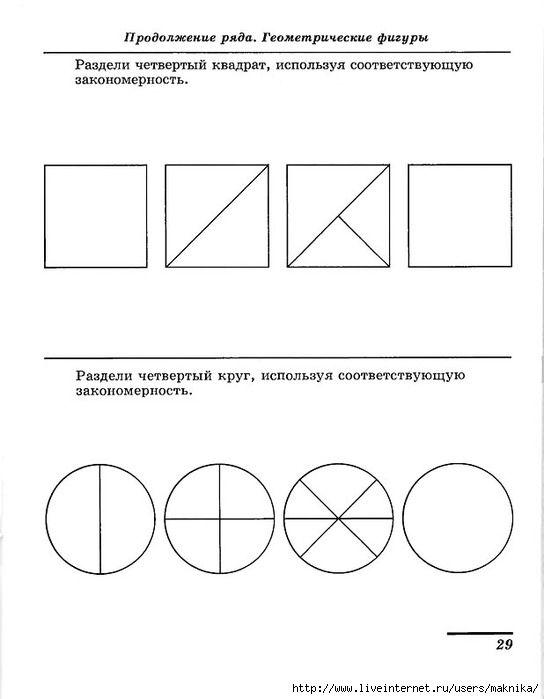 Продолжение ряда. Геометрические фигуры
Раздели четвертый квадрат, используя соответствующую
закономерность.
Раздели четвертый круг, используя соответствующую
закономерность.
29
http://www.liveinternet.ru/users/maknika/